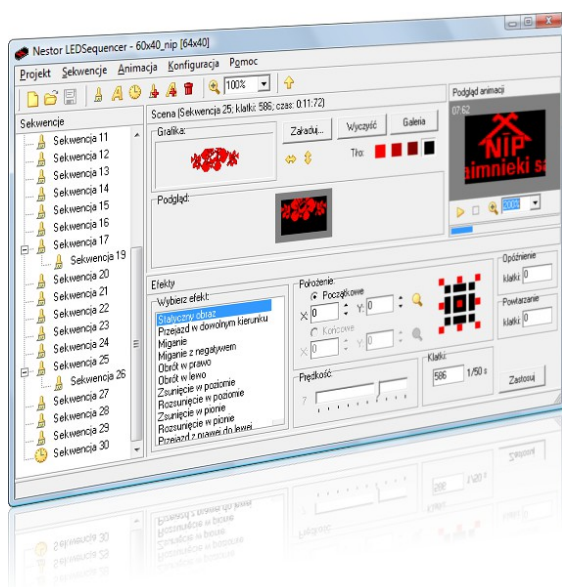 Nestor LEDSequencer - 60x40_nip [64x40]
Projekt Sekwencje Animacja Konfiguracja Pomoc
100%
Sekwencje
Sekwencja 11
Sekwencja 12
Sekwencja 13
Sekwencja 14
Sekwencja 15
Sekwencja 16
Sekwencja 17
Sekwencja 19
Sekwencja 20
Sekwencja 21
Sekwencja 22
Sekwencja 23
Sekwencja 24
Sekwencja 25
Sekwencja 26
Sekwencja 27
Sekwencja 28
Sekwencja 29
Sekwencja 30
Scena (Sekwencja 25; klatki: 586; czas: 0:11:72)
Grafika:
Załaduj...
Wyczyść
Galeria
Tło:
Podgląd:
Podgląd animacji
07:62
NIP
aimnieki sa
200%
Efekty
Wybierz efekt:
Statyczny obraz
Przejazd w dowolnym kierunku
Miganie
Miganie z negatywem
Obrót w prawo
Obrót w lewo
Zsunięcie w poziomie
Rozsunięcie w poziomie
Zsunięcie w pionie
Rozsunięcie w pionie
Przejazd z prawej do lewej
Położenie:
Początkowe
X: 0 Y: 0
Końcowe
X: 0 Y: 0
Prędkość:
7
Klatki:
586 1/50 s
Opóźnienie
klatki: 0
Powtarzanie
klatki: 0
Zastosuj